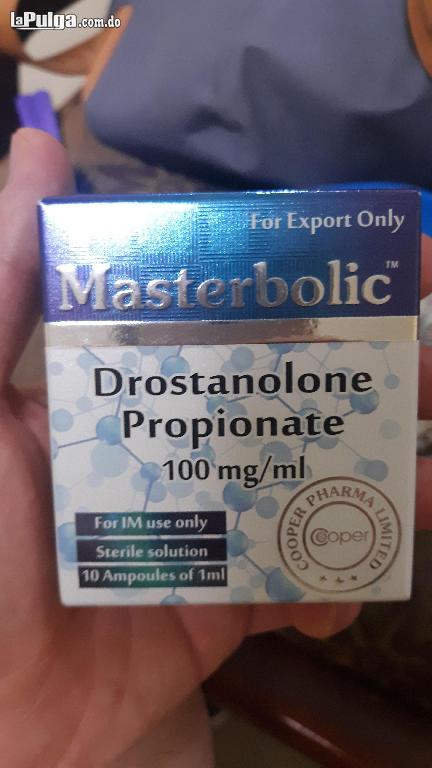 laPulga.com.do
For Export Only
Masterbolic™
Drostanolone
Propionate
100 mg/ml
For IM use only
Sterile solution
10 Ampoules of 1ml
COOPER PHARMA LIMITED
Cooper